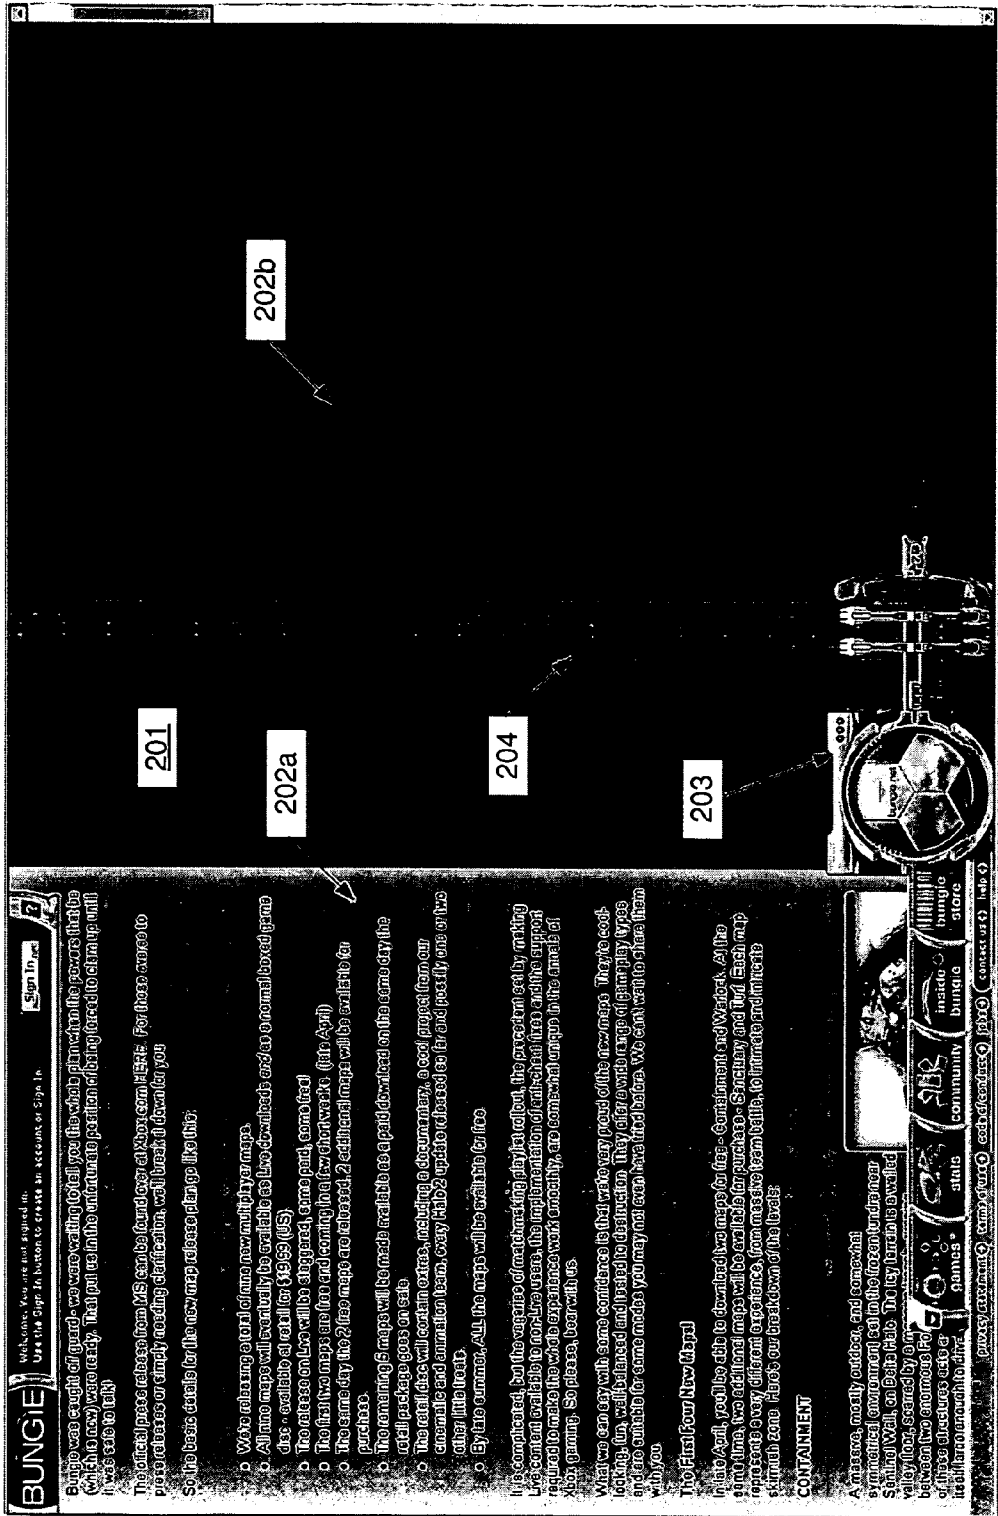 BUNGIE
Welcome. You are not signed in.
Use the Sign In button to create an account or Sign In.
Sign In .net
?
Bungie was caught off guard - we were waiting to tell you the whole plan when the powers that be
(which is now) were ready. That put us in the unfortunate position of being forced to clam up until
it was safe to talk)
The official press release from MS can be found over at Xbox.com HERE. For those averse to
press releases or simply needing clarification, we'll break it down for you
So the basic details for the new map release plan go like this:
We're releasing a total of nine new multiplayer maps.
All nine maps will eventually be available as Live downloads and as a normal boxed game
disc - available at retail for $19.99 (US)
The releases on Live will be staggered, some paid, some free
The first two maps are free and coming in a few short weeks. (late April)
The same day the 2 free maps are released, 2 additional maps will be available for
purchase.
The remaining 5 maps will be made available as a paid download on the same day the
retail package goes on sale
The retail disc will contain extras, including a documentary, a cool project from our
cinematic and animation team, every Halo 2 update released so far and possibly one or two
other little treats.
By the summer, ALL the maps will be available for free.
It is complicated, but the vagaries of matchmaking playlist rollout, the precedent set by making
Live content available to non-Live users, the implementation of anti-cheat fixes and the support
required to make the whole experience work smoothly, are somewhat unique in the annals of
Xbox gaming. So please, bear with us.
What we can say with some confidence is that we're very proud of the new maps. They're cool-
looking, fun, well-balanced and tested to destruction. They offer a wide range of gameplay types
and are suitable for some modes you may not even have tried before. We can't wait to share them
with you.
The First Four New Maps!
In late April, you'll be able to download two maps for free - Containment and Warlock. At the
same time, two additional maps will be available for purchase - Sanctuary and Turf. Each map
represents a very different experience, from massive team battle, to intimate and intricate
skirmish zone. Here's our breakdown of the levels:
CONTAINMENT
A massive, mostly outdoor, and somewhat
symmetrical environment set in the frozen tundra near
Sentinel Wall, on Delta Halo. The icy terrain is a veiled
valley floor, scarred by a
between two enormous
of these structures acts a
itself large enough to drive
games
stats
community
inside
bungie
bungie
store
bungie.net
privacy statement
terms of use
code of conduct
jobs
contact us
help
201
202a
202b
203
204